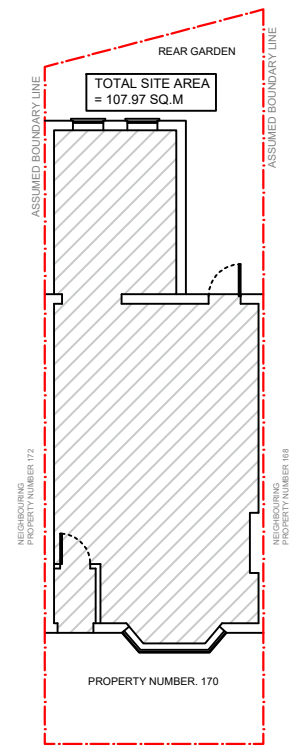 REAR GARDEN
TOTAL SITE AREA
= 107.97 SQ.M
ASSUMED BOUNDARY LINE
ASSUMED BOUNDARY LINE
NEIGHBOURING
PROPERTY NUMBER 172
NEIGHBOURING
PROPERTY NUMBER 168
PROPERTY NUMBER. 170